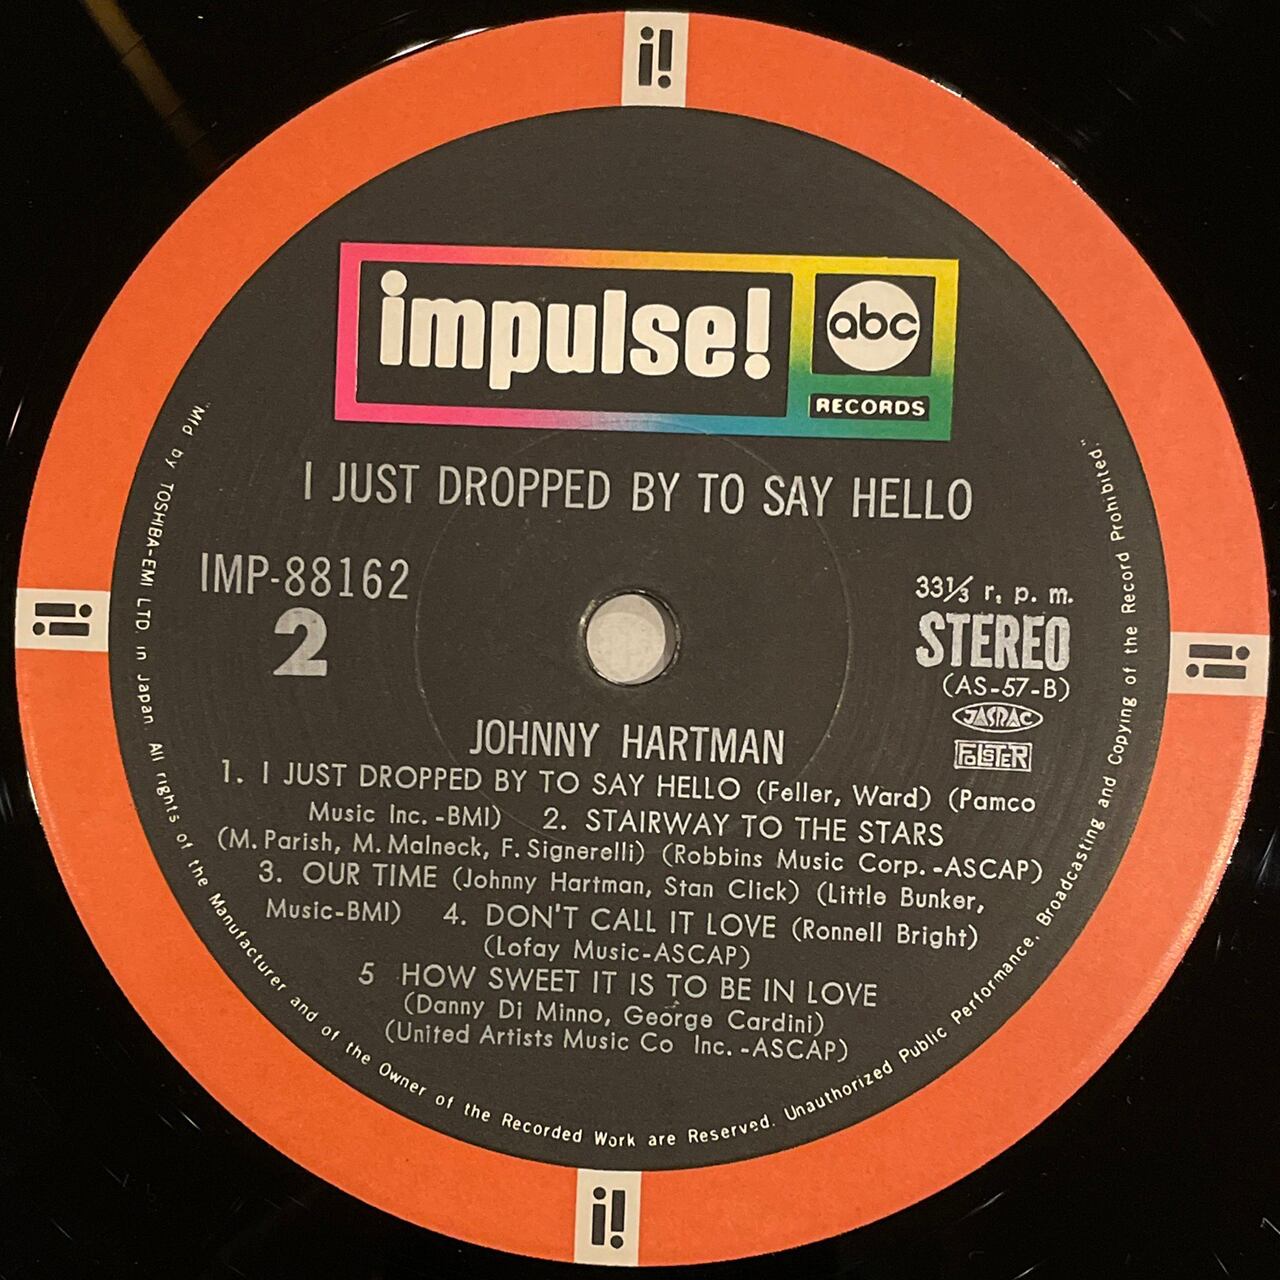 i!
impulse!
abc
RECORDS
I JUST DROPPED BY TO SAY HELLO
IMP-88162
2
33⅓ r. p. m.
STEREO
(AS-57-B)
JASRAC
FOLSTER
JOHNNY HARTMAN
1. I JUST DROPPED BY TO SAY HELLO (Feller, Ward) (Pamco
Music Inc.-BMI) 2. STAIRWAY TO THE STARS
(M. Parish, M. Malneck, F. Signerelli) (Robbins Music Corp.-ASCAP)
3. OUR TIME (Johnny Hartman, Stan Click) (Little Bunker,
Music-BMI) 4. DON'T CALL IT LOVE (Ronnell Bright)
(Lofay Music-ASCAP)
5 HOW SWEET IT IS TO BE IN LOVE
(Danny Di Minno, George Cardini)
(United Artists Music Co Inc.-ASCAP)
"Mfd by TOSHIBA-EMI LTD. in Japan. All rights of the Manufacturer and of the Owner of the Recorded Work are Reserved. Unauthorized Public Performance, Broadcasting and Copying of the Record Prohibited."
i!
i!
i!